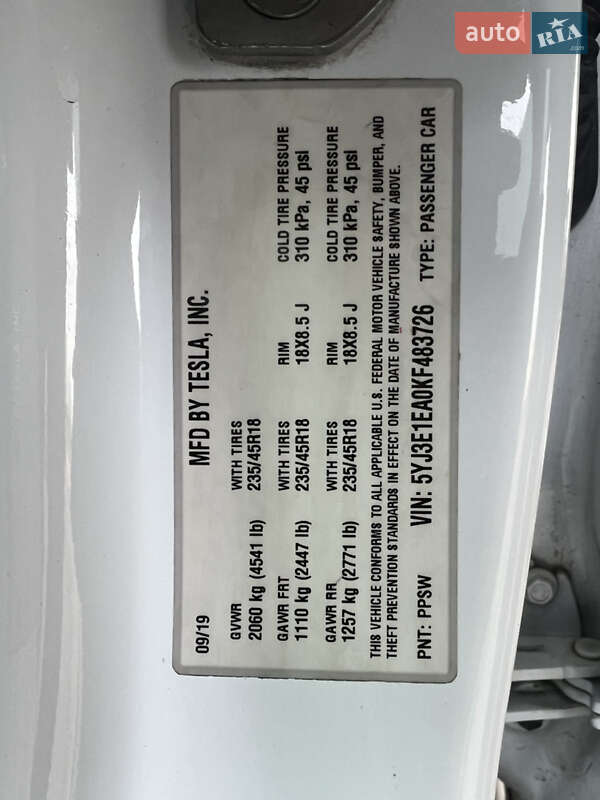 auto RIA .com
09/19 MFD BY TESLA, INC.
GVWR WITH TIRES
2060 kg (4541 lb) 235/45R18
GAWR FRT WITH TIRES RIM COLD TIRE PRESSURE
1110 kg (2447 lb) 235/45R18 18X8.5 J 310 kPa, 45 psi
GAWR RR WITH TIRES RIM COLD TIRE PRESSURE
1257 kg (2771 lb) 235/45R18 18X8.5 J 310 kPa, 45 psi
THIS VEHICLE CONFORMS TO ALL APPLICABLE U.S. FEDERAL MOTOR VEHICLE SAFETY, BUMPER, AND
THEFT PREVENTION STANDARDS IN EFFECT ON THE DATE OF MANUFACTURE SHOWN ABOVE.
PNT: PPSW VIN: 5YJ3E1EA0KF483726 TYPE: PASSENGER CAR